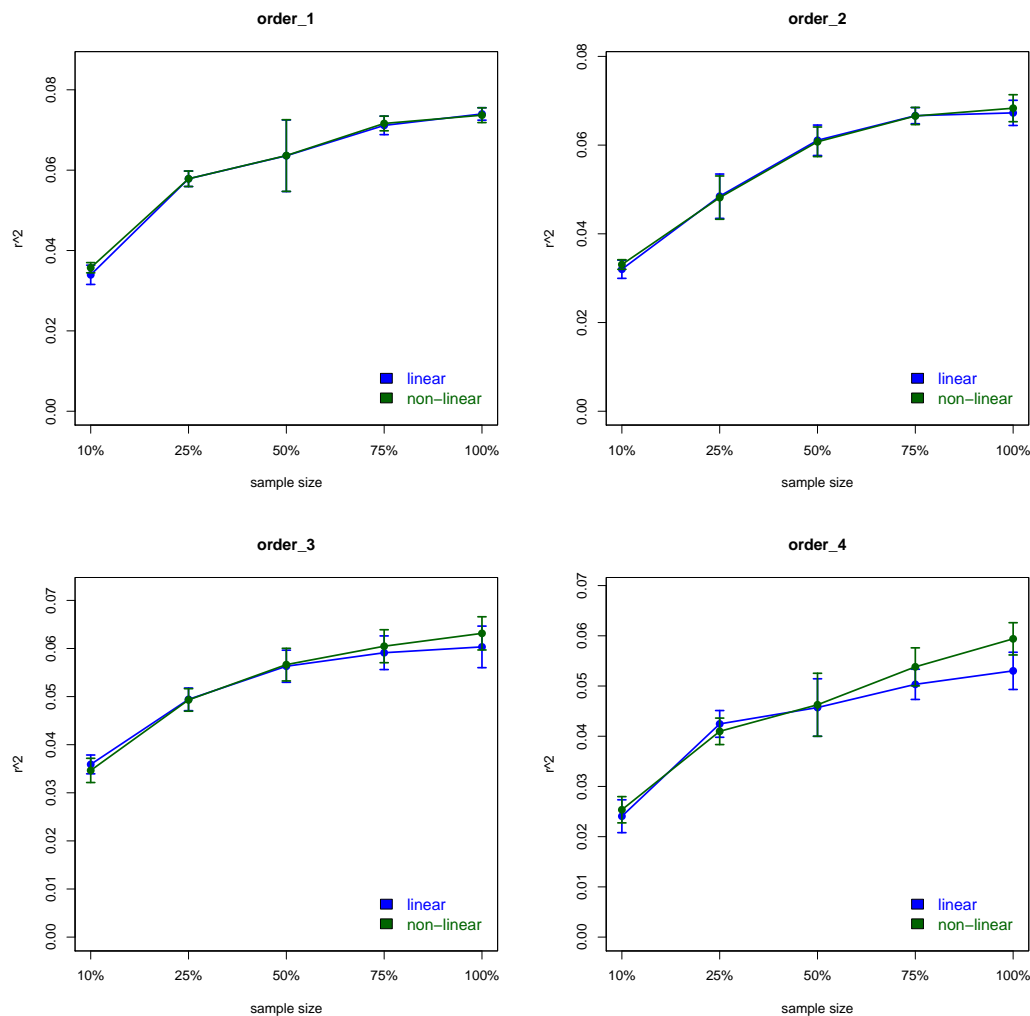 order_1
r^2
0.08
0.06
0.04
0.02
0.00
linear
non-linear
10% 25% 50% 75% 100%
sample size
order_2
r^2
0.08
0.06
0.04
0.02
0.00
linear
non-linear
10% 25% 50% 75% 100%
sample size
order_3
r^2
0.07
0.06
0.05
0.04
0.03
0.02
0.01
0.00
linear
non-linear
10% 25% 50% 75% 100%
sample size
order_4
r^2
0.07
0.06
0.05
0.04
0.03
0.02
0.01
0.00
linear
non-linear
10% 25% 50% 75% 100%
sample size